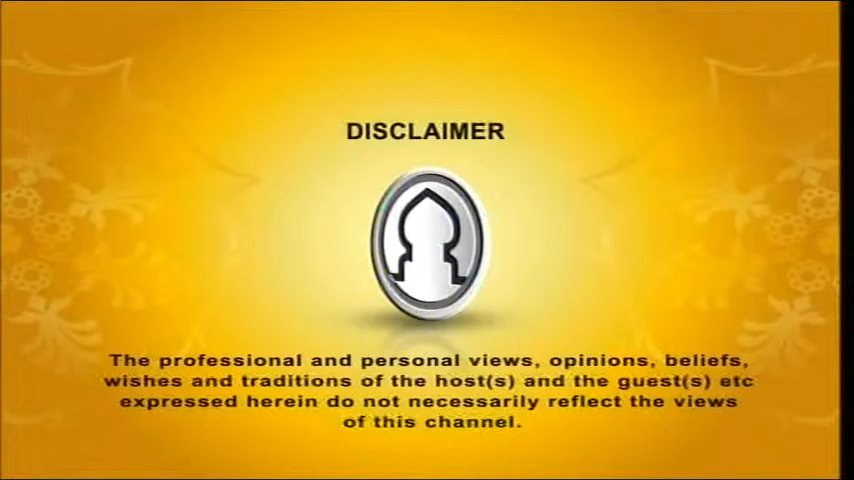 DISCLAIMER
The professional and personal views, opinions, beliefs,
wishes and traditions of the host(s) and the guest(s) etc
expressed herein do not necessarily reflect the views
of this channel.